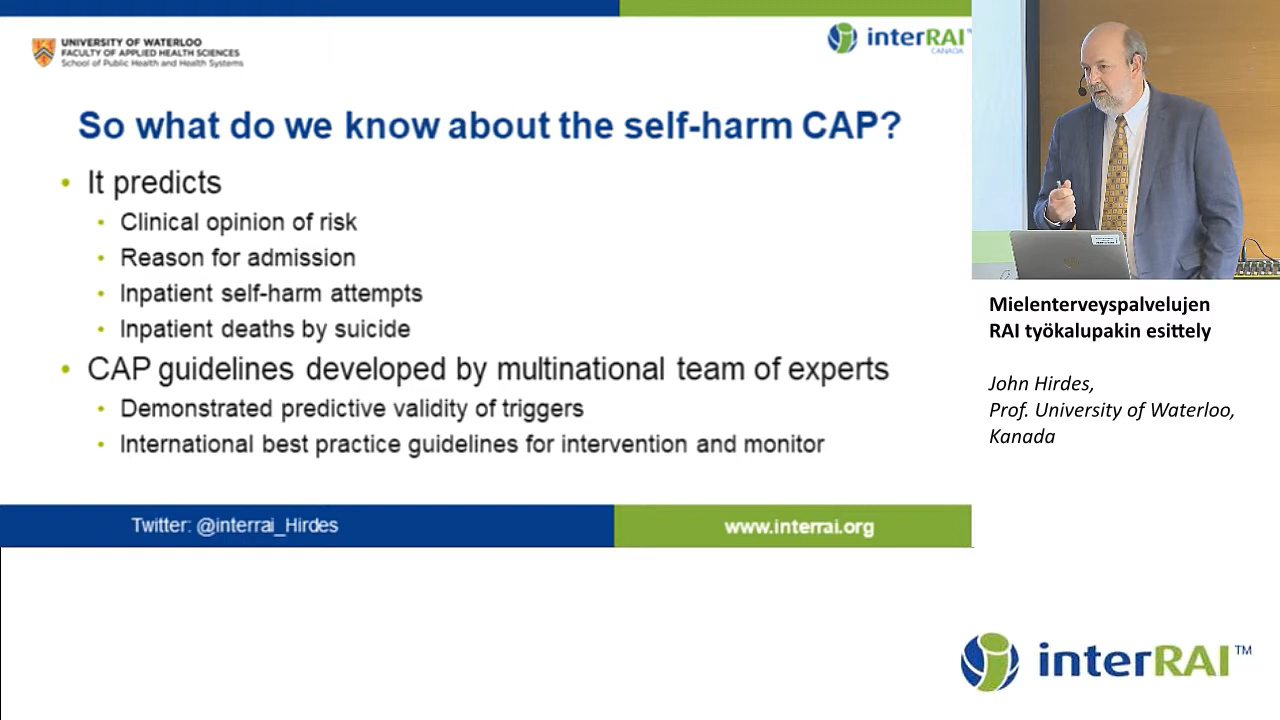 UNIVERSITY OF WATERLOO
FACULTY OF APPLIED HEALTH SCIENCES
School of Public Health and Health Systems
interRAI
CANADA
So what do we know about the self-harm CAP?
• It predicts
• Clinical opinion of risk
• Reason for admission
• Inpatient self-harm attempts
• Inpatient deaths by suicide
• CAP guidelines developed by multinational team of experts
• Demonstrated predictive validity of triggers
• International best practice guidelines for intervention and monitor
Twitter: @interrai_Hirdes
www.interrai.org
Mielenterveyspalvelujen
RAI työkalupakin esittely
John Hirdes,
Prof. University of Waterloo,
Kanada
interRAI™